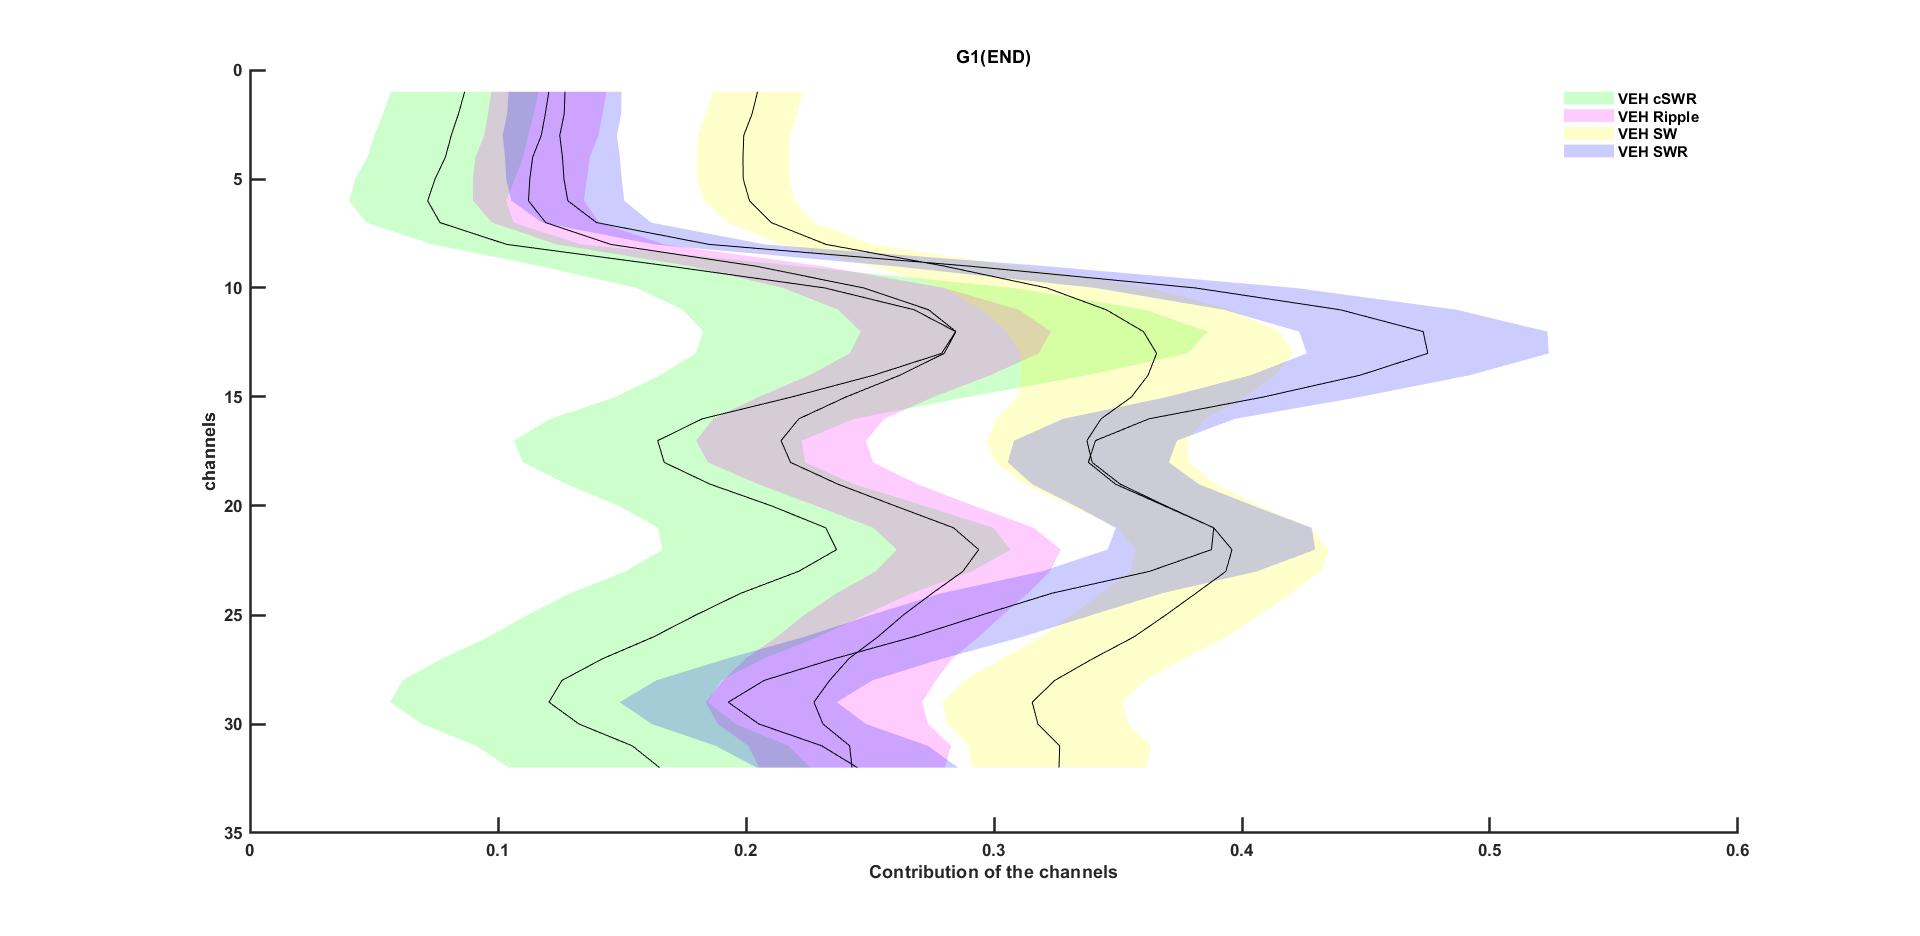 G1(END)
0
5
10
15
20
25
30
35
channels
VEH cSWR
VEH Ripple
VEH SW
VEH SWR
0 0.1 0.2 0.3 0.4 0.5 0.6
Contribution of the channels